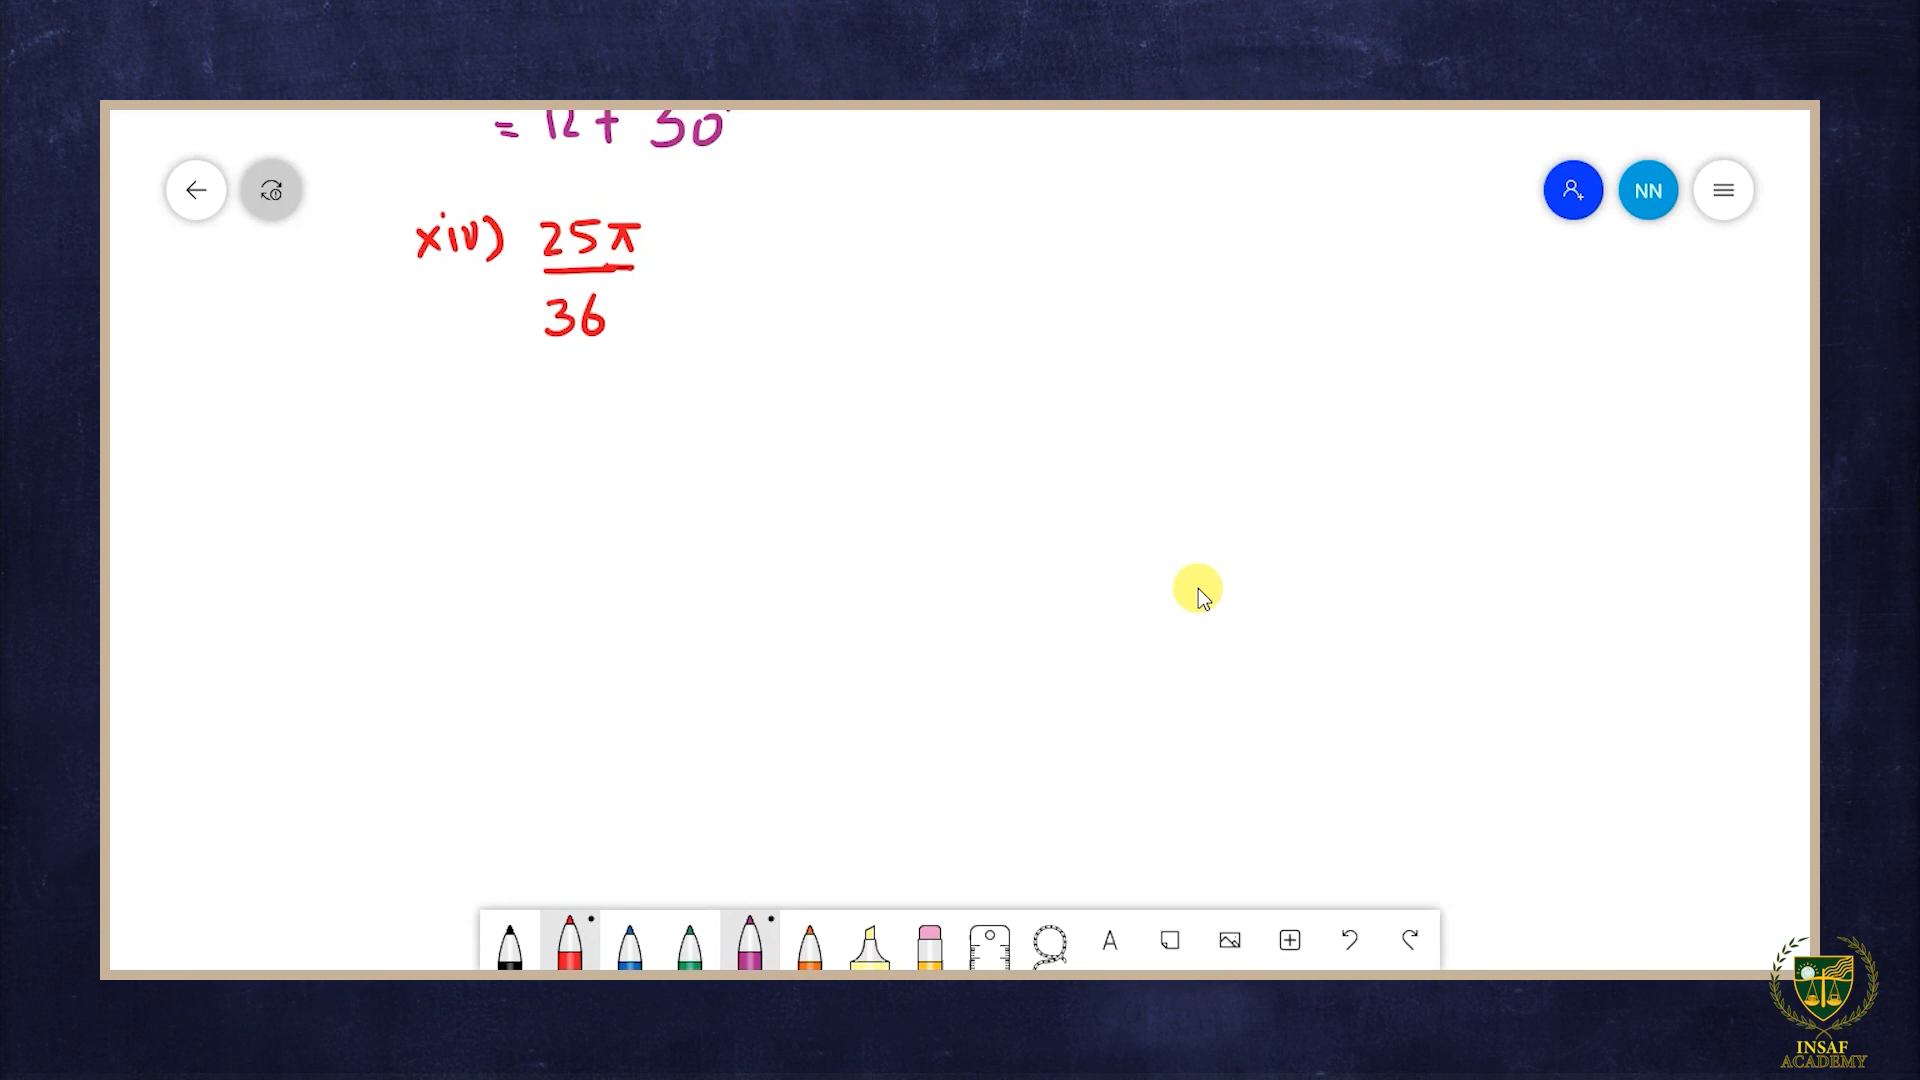 = 12 + 30'
xiv) 25π
36
NN
A
INSAF
ACADEMY